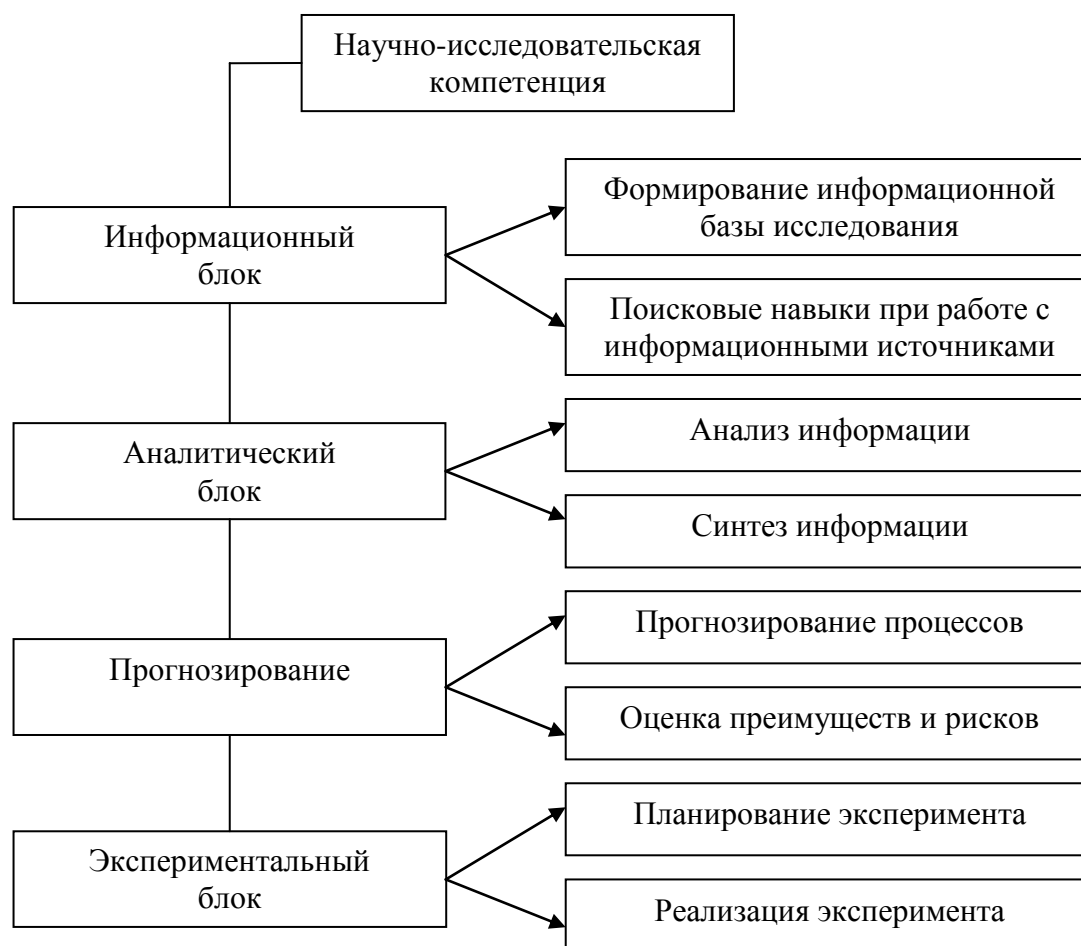 Научно-исследовательская
компетенция
Информационный
блок
Формирование информационной
базы исследования
Поисковые навыки при работе с
информационными источниками
Аналитический
блок
Анализ информации
Синтез информации
Прогнозирование
Прогнозирование процессов
Оценка преимуществ и рисков
Экспериментальный
блок
Планирование эксперимента
Реализация эксперимента